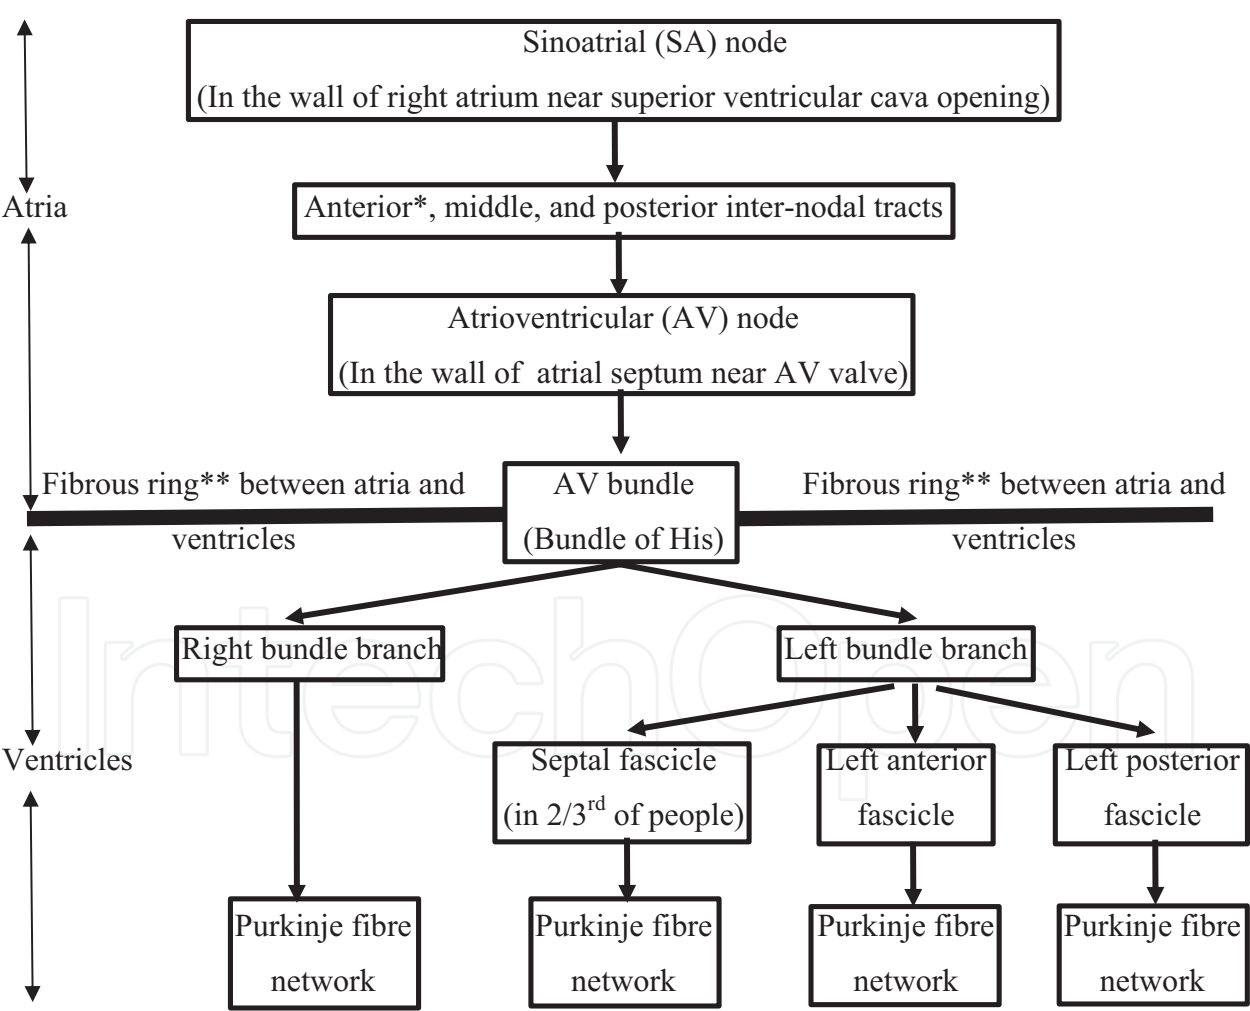 Sinoatrial (SA) node
(In the wall of right atrium near superior ventricular cava opening)
Atria
Anterior*, middle, and posterior inter-nodal tracts
Atrioventricular (AV) node
(In the wall of atrial septum near AV valve)
Fibrous ring** between atria and
ventricles
AV bundle
(Bundle of His)
Fibrous ring** between atria and
ventricles
Right bundle branch
Left bundle branch
Ventricles
Septal fascicle
(in 2/3rd of people)
Left anterior
fascicle
Left posterior
fascicle
Purkinje fibre
network
Purkinje fibre
network
Purkinje fibre
network
Purkinje fibre
network
IntechOpen